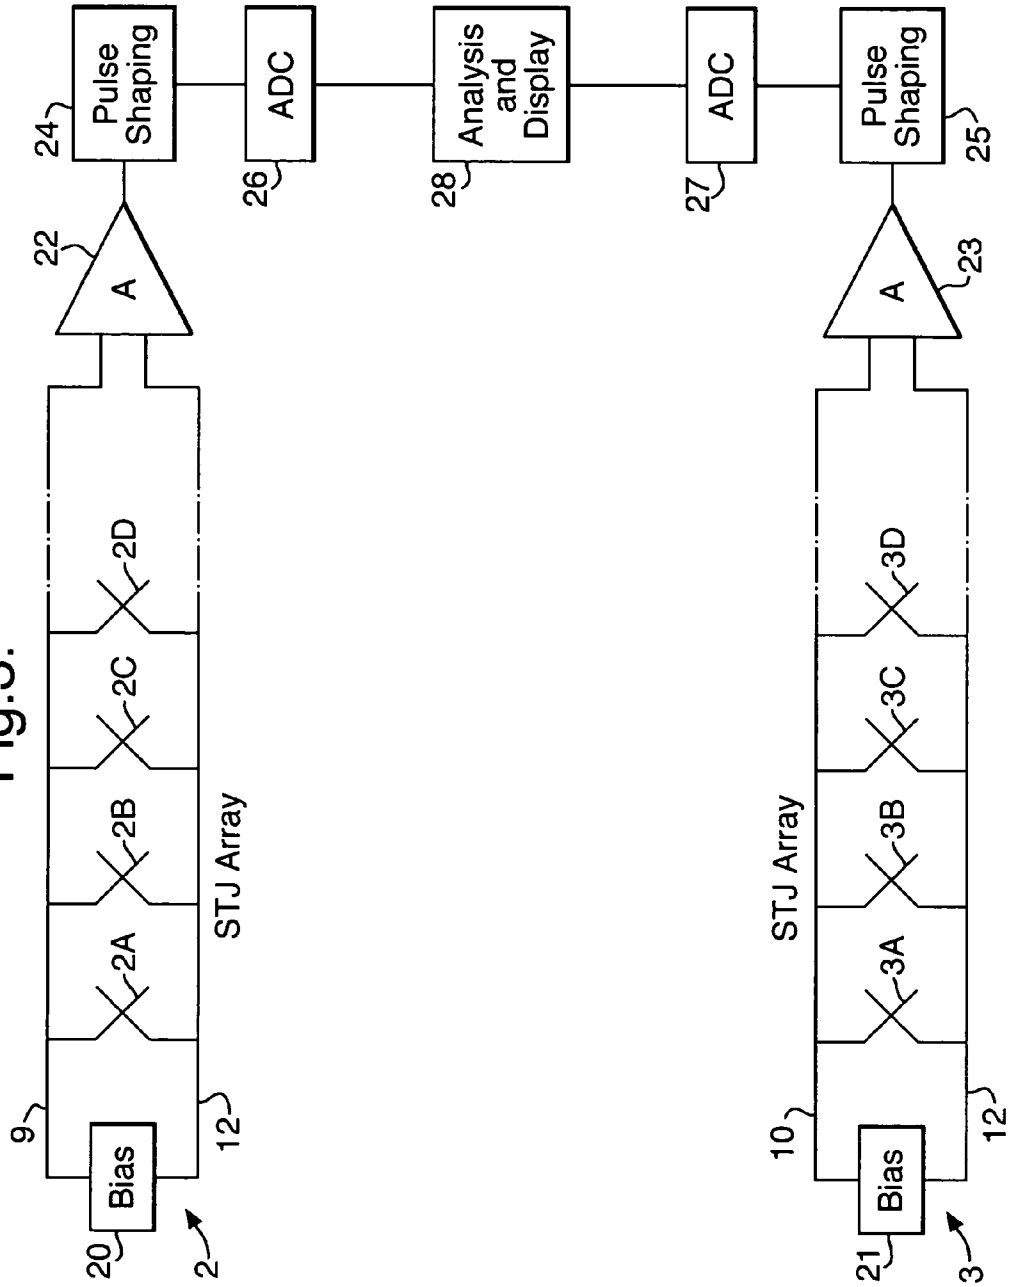 Fig.
9
22
24
20
Bias
2A
2B
2C
2D
A
Pulse
Shaping
2
12
STJ Array
26
ADC
28
Analysis
and
Display
27
ADC
10
STJ Array
21
Bias
3A
3B
3C
3D
A
Pulse
Shaping
3
12
23
25